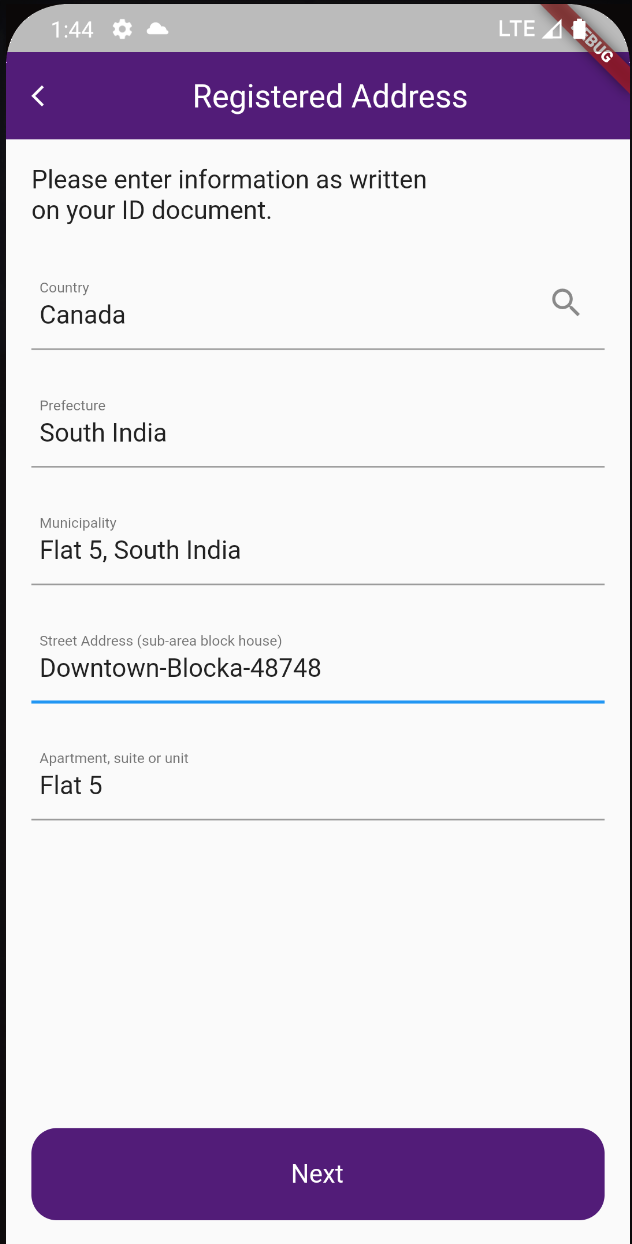 1:44 LTE
Registered Address
Please enter information as written
on your ID document.
Country
Canada
Prefecture
South India
Municipality
Flat 5, South India
Street Address (sub-area block house)
Downtown-Blocka-48748
Apartment, suite or unit
Flat 5
Next